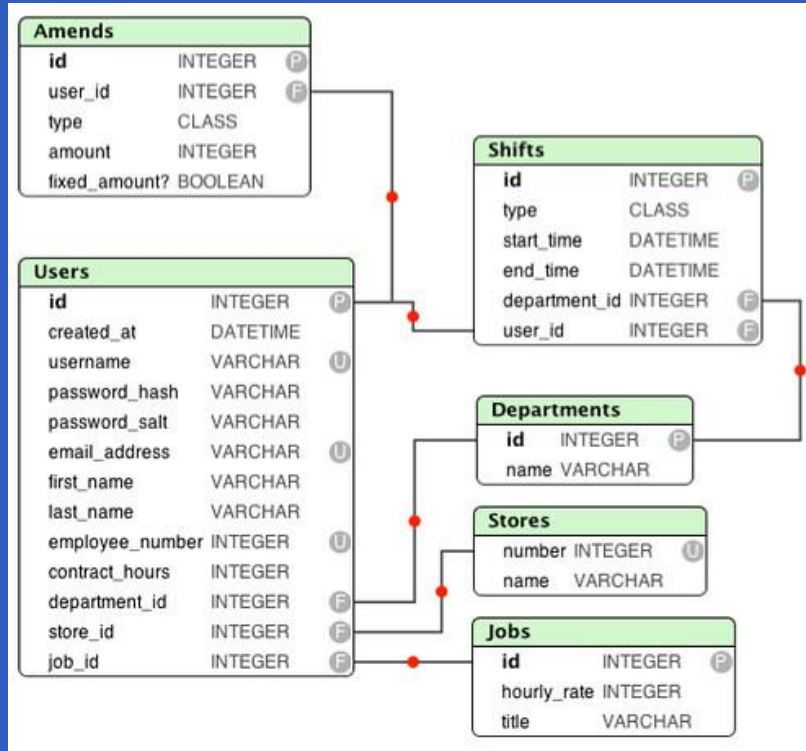 Amends
id INTEGER P
user_id INTEGER F
type CLASS
amount INTEGER
fixed_amount? BOOLEAN
Users
id INTEGER P
created_at DATETIME
username VARCHAR U
password_hash VARCHAR
password_salt VARCHAR
email_address VARCHAR U
first_name VARCHAR
last_name VARCHAR
employee_number INTEGER U
contract_hours INTEGER
department_id INTEGER F
store_id INTEGER F
job_id INTEGER F
Shifts
id INTEGER P
type CLASS
start_time DATETIME
end_time DATETIME
department_id INTEGER F
user_id INTEGER F
Departments
id INTEGER P
name VARCHAR
Stores
number INTEGER U
name VARCHAR
Jobs
id INTEGER P
hourly_rate INTEGER
title VARCHAR